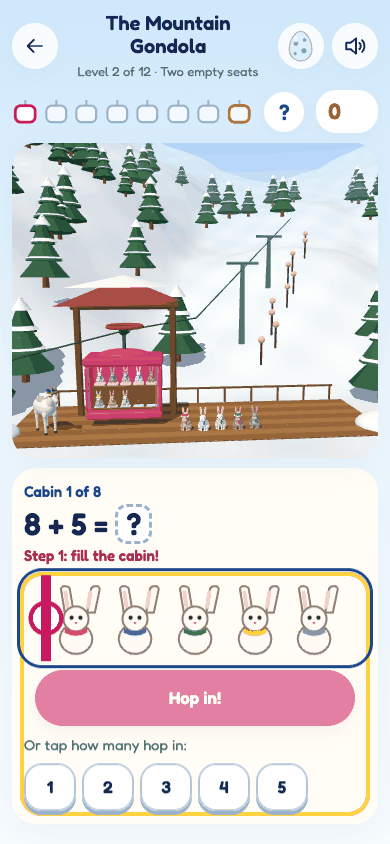 The Mountain
Gondola
Level 2 of 12 · Two empty seats
?
0
Cabin 1 of 8
8 + 5 = ?
Step 1: fill the cabin!
Hop in!
Or tap how many hop in:
1 2 3 4 5